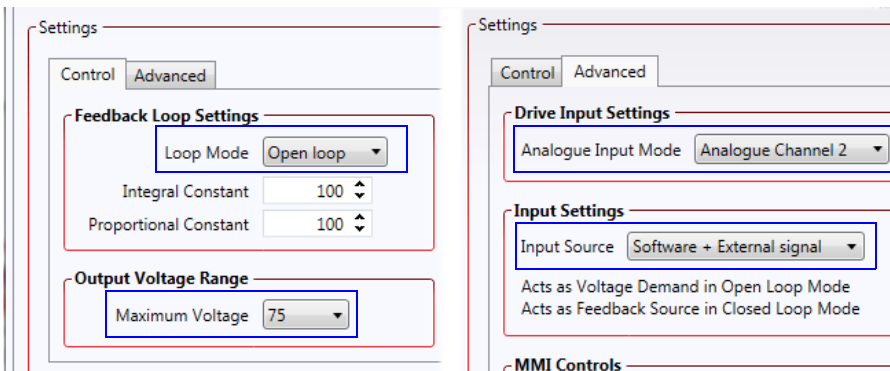 Settings
Control Advanced
Feedback Loop Settings
Loop Mode Open loop
Integral Constant 100
Proportional Constant 100
Output Voltage Range
Maximum Voltage 75
Settings
Control Advanced
Drive Input Settings
Analogue Input Mode Analogue Channel 2
Input Settings
Input Source Software + External signal
Acts as Voltage Demand in Open Loop Mode
Acts as Feedback Source in Closed Loop Mode
MMI Controls